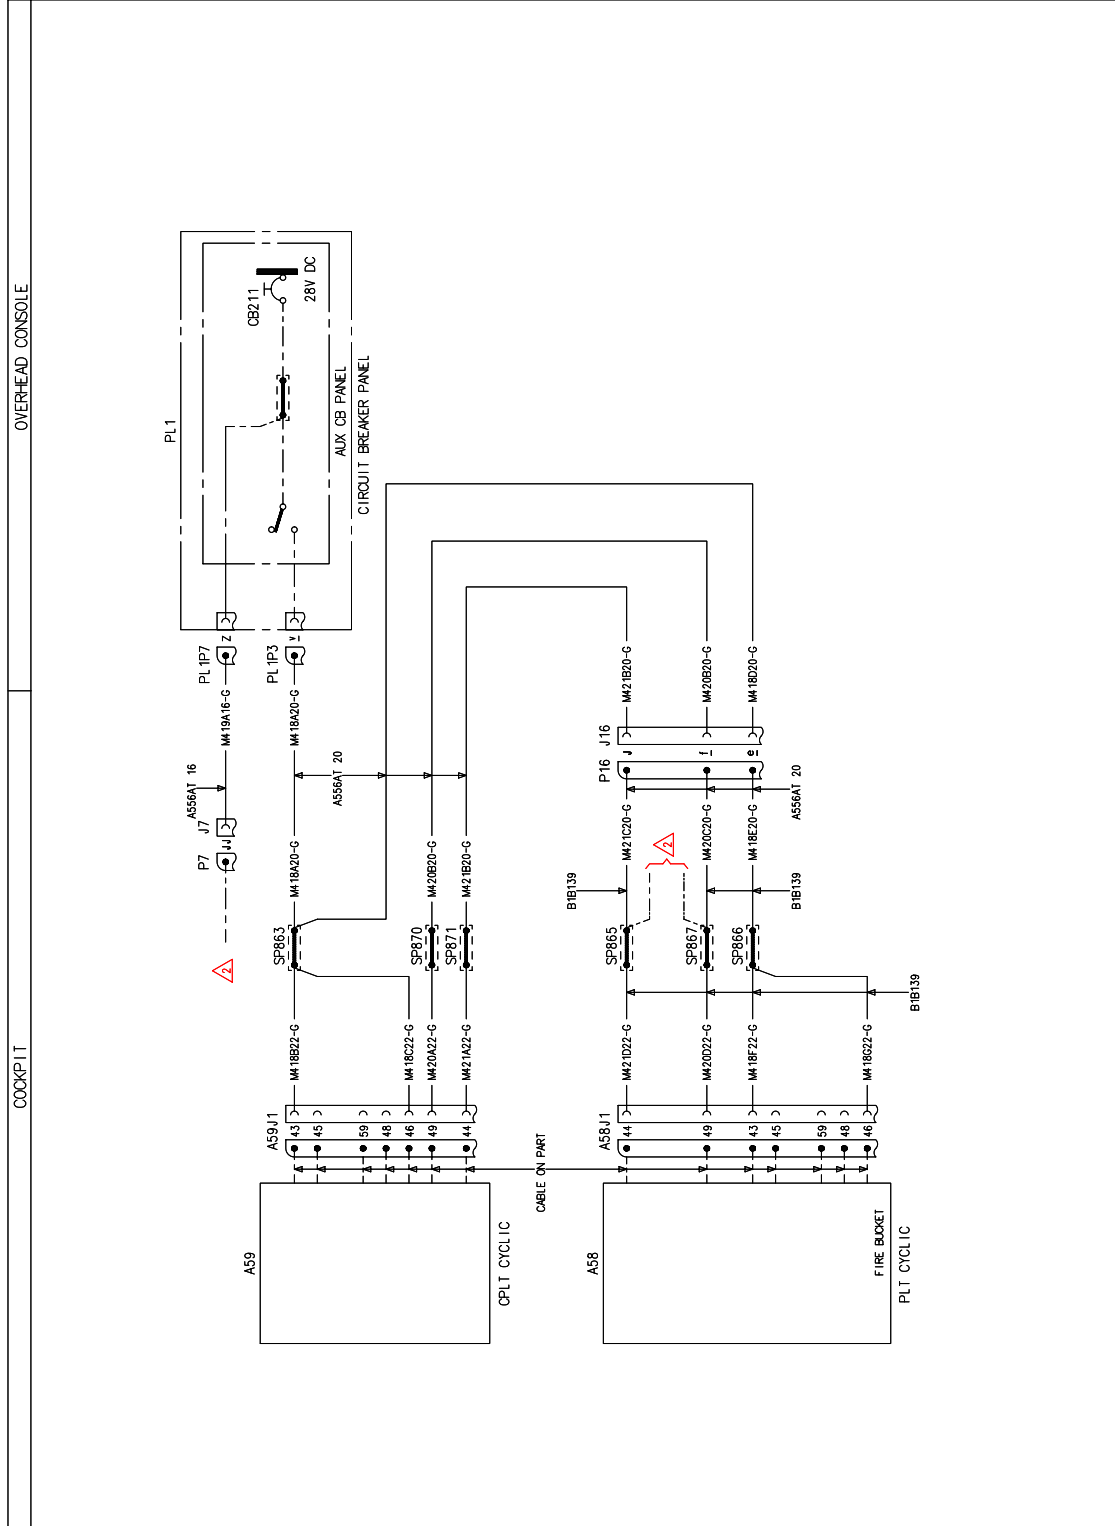 OVERHEAD CONSOLE
COCKPIT
PL1
CB211
28V DC
AUX CB PANEL
CIRCUIT BREAKER PANEL
PL1P7
Z
PL1P3
v
M419A16-G
M418A20-G
A556AT 16
A556AT 20
J7
JJ
P7
2
M418A20-G
M420B20-G
M421B20-G
SP863
SP870
SP871
M418B22-G
M418C22-G
M420A22-G
M421A22-G
A59J1
43
45
59
48
46
49
44
A59
CPLT CYCLIC
CABLE ON PART
M421B20-G
M420B20-G
M418D20-G
J16
J
f
e
P16
A556AT 20
M421C20-G
M420C20-G
M418E20-G
2
B1B139
B1B139
SP865
SP867
SP866
B1B139
M421D22-G
M420D22-G
M418F22-G
M418G22-G
A58J1
44
49
43
45
59
48
46
A58
FIRE BUCKET
PLT CYCLIC